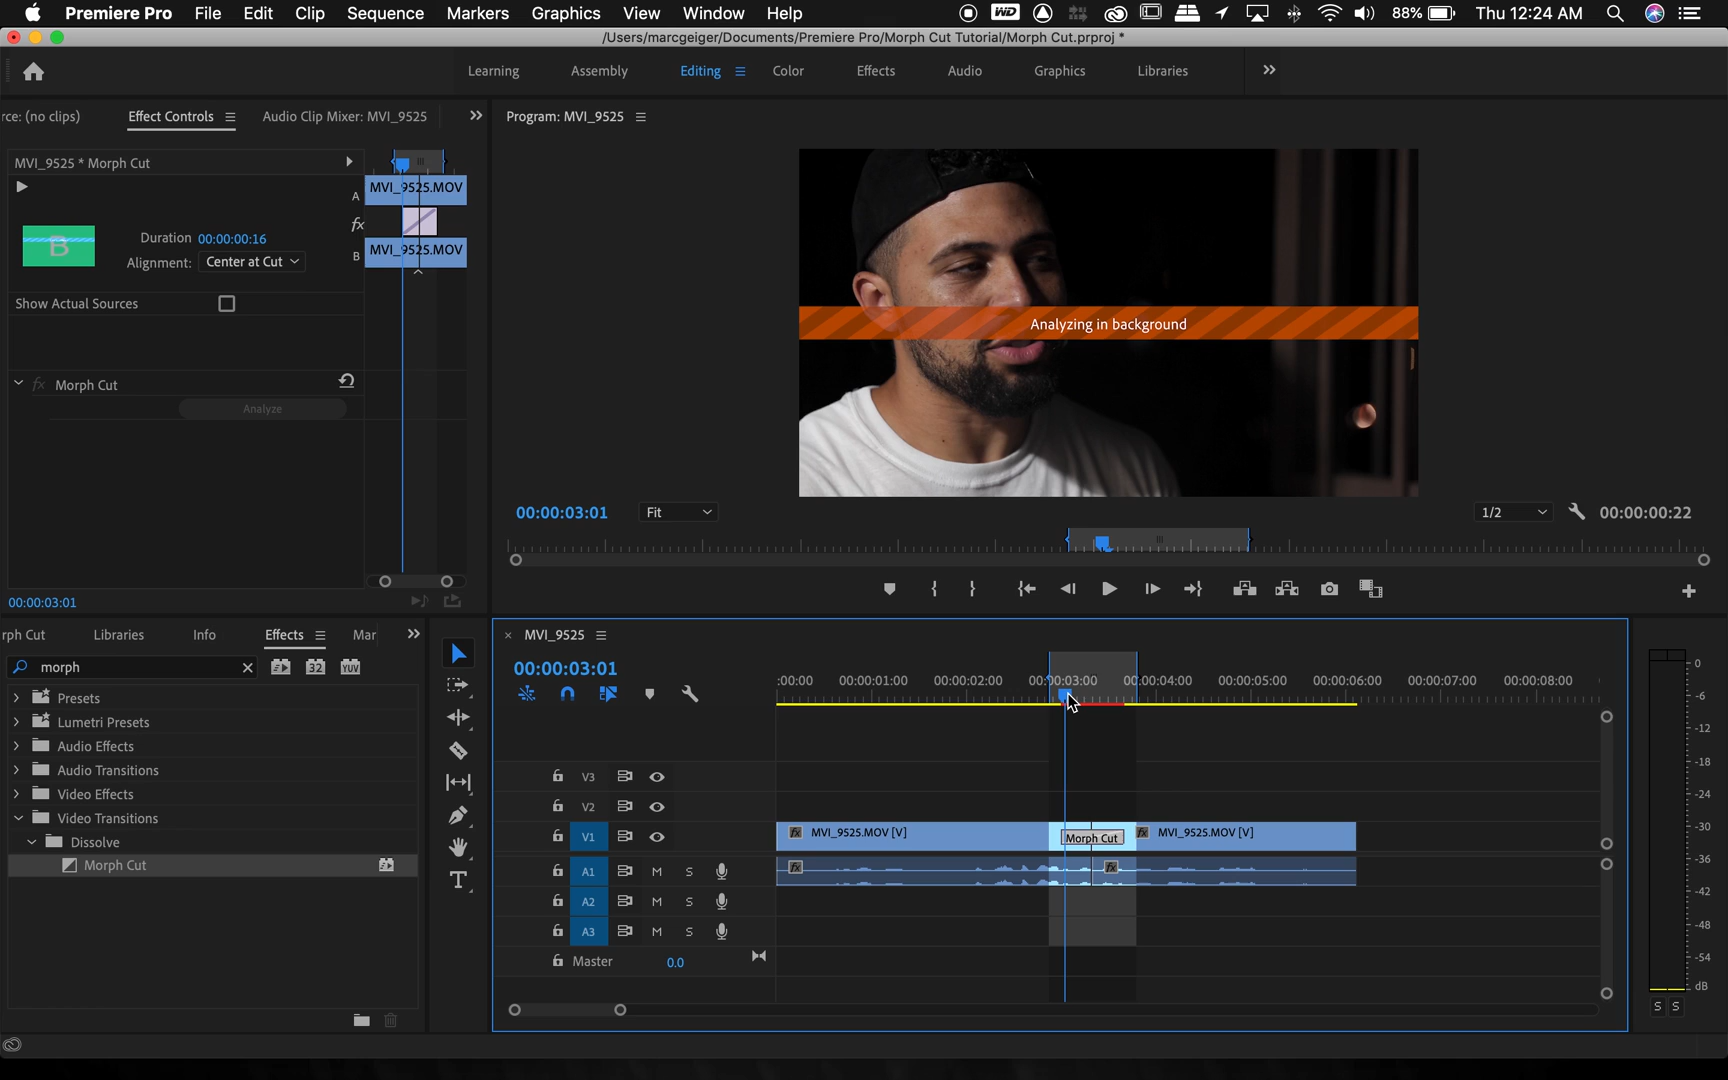 Premiere Pro File Edit Clip Sequence Markers Graphics View Window Help WD 88% Thu 12:24 AM
/Users/marcgeiger/Documents/Premiere Pro/Morph Cut Tutorial/Morph Cut.prproj *
Learning Assembly Editing Color Effects Audio Graphics Libraries
rce: (no clips) Effect Controls Audio Clip Mixer: MVI_9525
Program: MVI_9525
MVI_9525 * Morph Cut
A MVI_9525.MOV
fx
B MVI_9525.MOV
B
Duration 00:00:00:16
Alignment: Center at Cut
Show Actual Sources
fx Morph Cut
Analyze
00:00:03:01
Analyzing in background
00:00:03:01 Fit 1/2 00:00:00:22
rph Cut Libraries Info Effects Mar
morph 32 YUV
Presets
Lumetri Presets
Audio Effects
Audio Transitions
Video Effects
Video Transitions
Dissolve
Morph Cut
T
× MVI_9525
00:00:03:01
:00:00 00:00:01:00 00:00:02:00 00:00:03:00 00:00:04:00 00:00:05:00 00:00:06:00 00:00:07:00 00:00:08:00
V3
V2
V1 fx MVI_9525.MOV [V] Morph Cut fx MVI_9525.MOV [V]
A1 M S fx fx
A2 M S
A3 M S
Master 0.0
0
-6
-12
-18
-24
-30
-36
-42
-48
-54
dB
S S